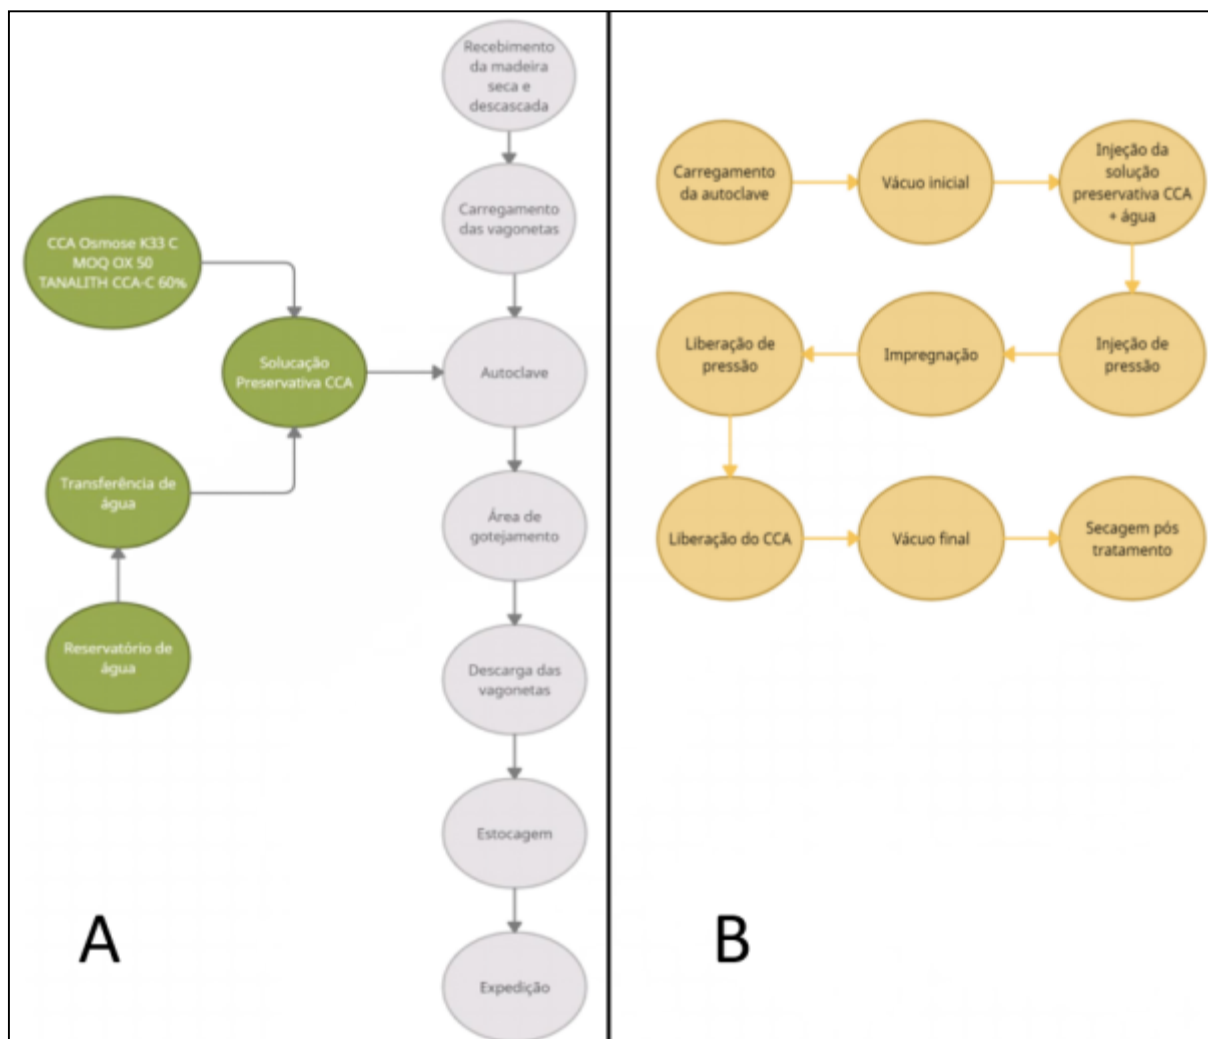 Recebimento
da madeira
seca e
descascada
Carregamento
das vagonetas
CCA Osmose K33 C
MOQ OX 50
TANALITH CCA-C 60%
Solucação
Preservativa CCA
Autoclave
Transferência de
água
Reservatório de
água
Área de
gotejamento
Descarga das
vagonetas
Estocagem
Expedição
A
Carregamento
da autoclave
Vácuo inicial
Injeção da
solução
preservativa CCA
+ água
Injeção de
pressão
Impregnação
Liberação de
pressão
Liberação do CCA
Vácuo final
Secagem pós
tratamento
B